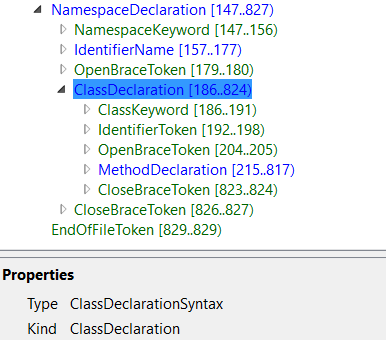 NamespaceDeclaration [147..827)
NamespaceKeyword [147..156)
IdentifierName [157..177)
OpenBraceToken [179..180)
ClassDeclaration [186..824)
ClassKeyword [186..191)
IdentifierToken [192..198)
OpenBraceToken [204..205)
MethodDeclaration [215..817)
CloseBraceToken [823..824)
CloseBraceToken [826..827)
EndOfFileToken [829..829)
Properties
Type ClassDeclarationSyntax
Kind ClassDeclaration